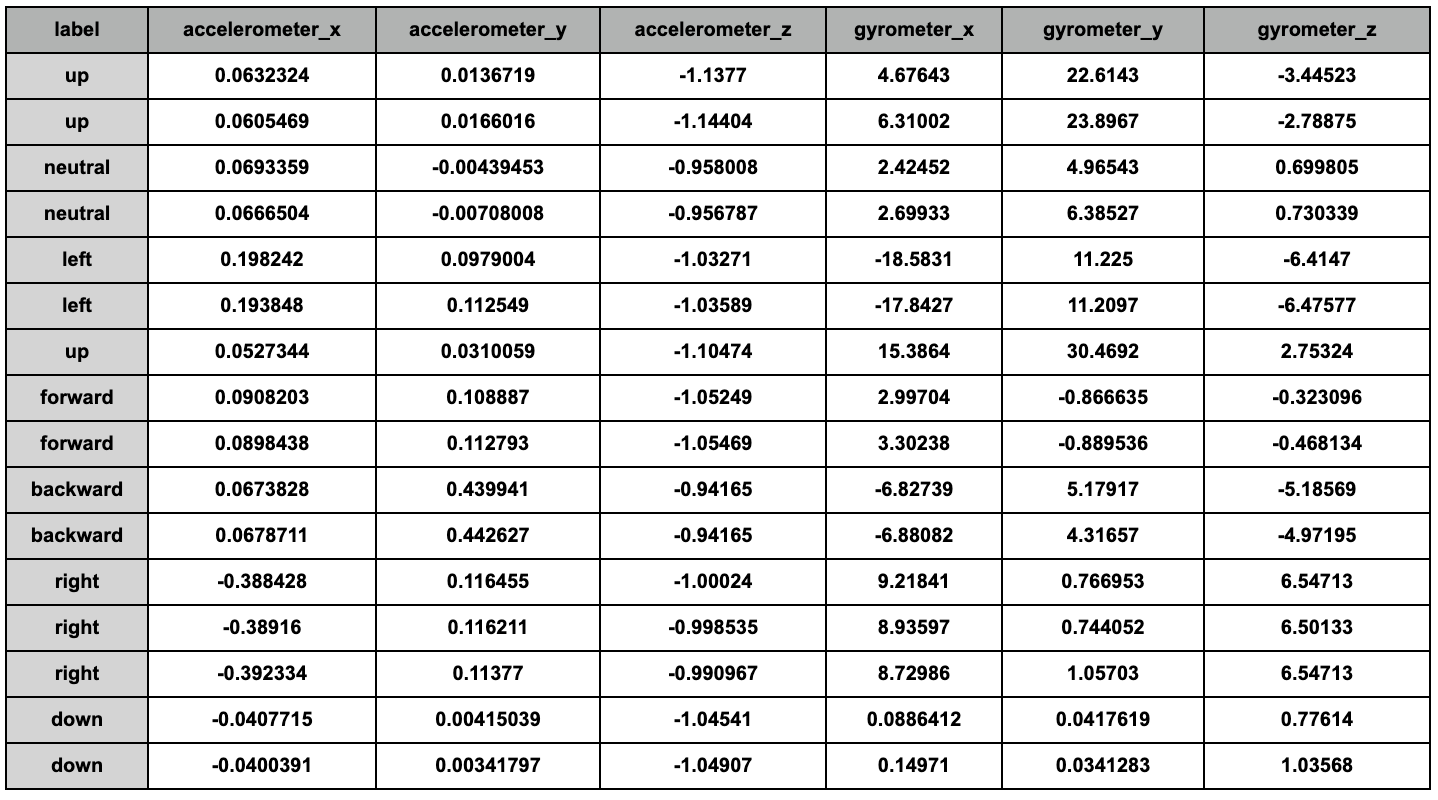 label accelerometer_x accelerometer_y accelerometer_z gyrometer_x gyrometer_y gyrometer_z
up 0.0632324 0.0136719 -1.1377 4.67643 22.6143 -3.44523
up 0.0605469 0.0166016 -1.14404 6.31002 23.8967 -2.78875
neutral 0.0693359 -0.00439453 -0.958008 2.42452 4.96543 0.699805
neutral 0.0666504 -0.00708008 -0.956787 2.69933 6.38527 0.730339
left 0.198242 0.0979004 -1.03271 -18.5831 11.225 -6.4147
left 0.193848 0.112549 -1.03589 -17.8427 11.2097 -6.47577
up 0.0527344 0.0310059 -1.10474 15.3864 30.4692 2.75324
forward 0.0908203 0.108887 -1.05249 2.99704 -0.866635 -0.323096
forward 0.0898438 0.112793 -1.05469 3.30238 -0.889536 -0.468134
backward 0.0673828 0.439941 -0.94165 -6.82739 5.17917 -5.18569
backward 0.0678711 0.442627 -0.94165 -6.88082 4.31657 -4.97195
right -0.388428 0.116455 -1.00024 9.21841 0.766953 6.54713
right -0.38916 0.116211 -0.998535 8.93597 0.744052 6.50133
right -0.392334 0.11377 -0.990967 8.72986 1.05703 6.54713
down -0.0407715 0.00415039 -1.04541 0.0886412 0.0417619 0.77614
down -0.0400391 0.00341797 -1.04907 0.14971 0.0341283 1.03568